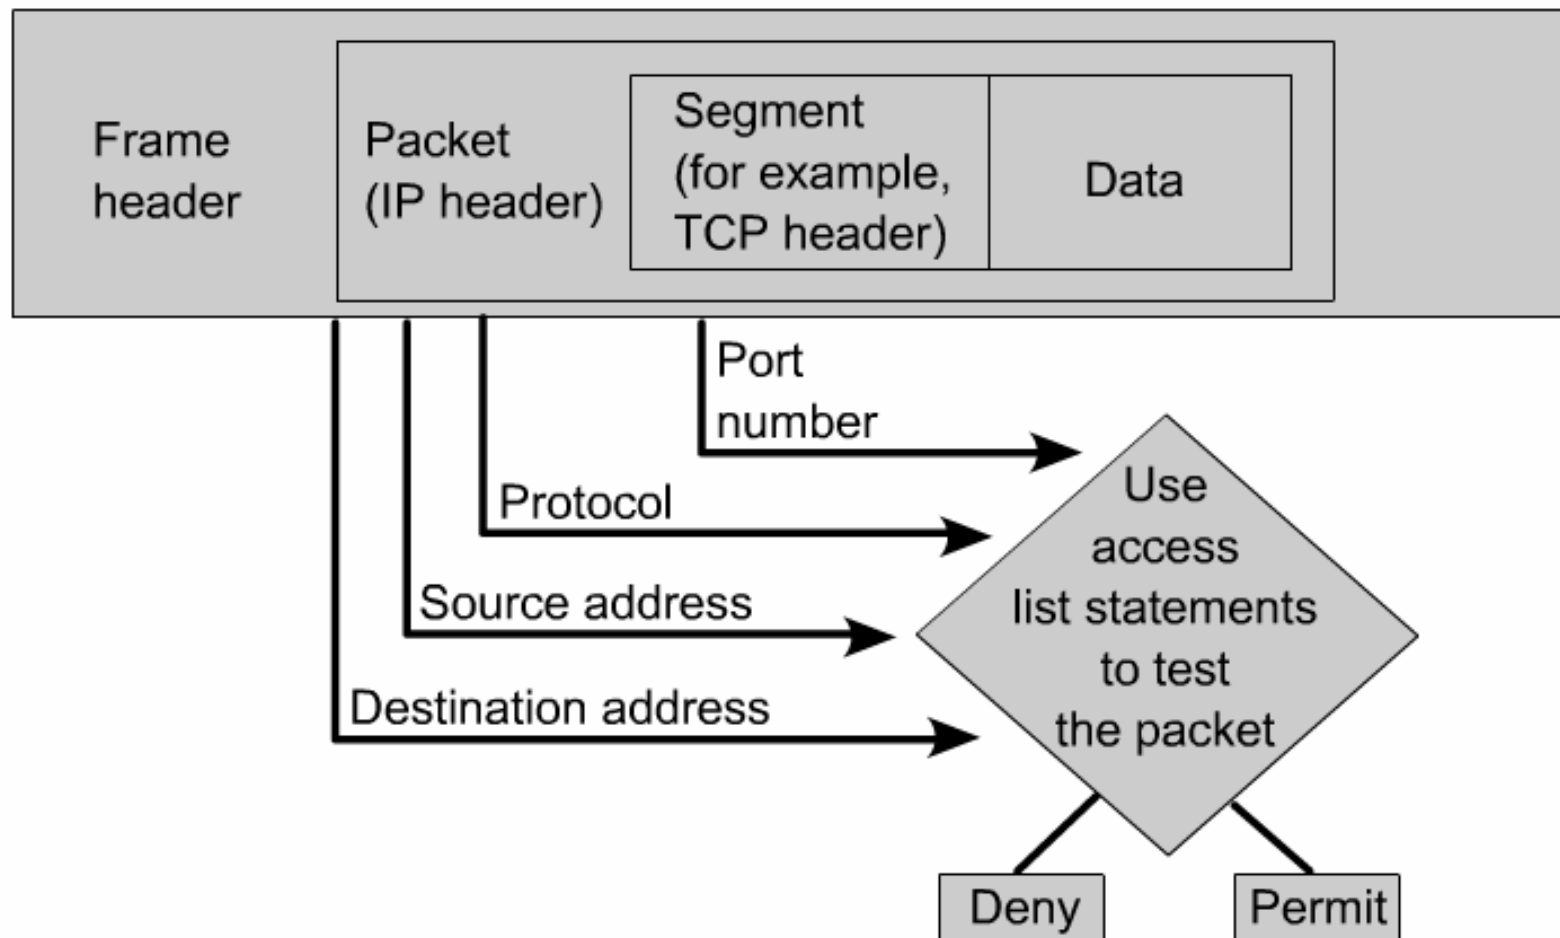 Frame
header
Packet
(IP header)
Segment
(for example,
TCP header)
Data
Port
number
Protocol
Source address
Destination address
Use
access
list statements
to test
the packet
Deny
Permit